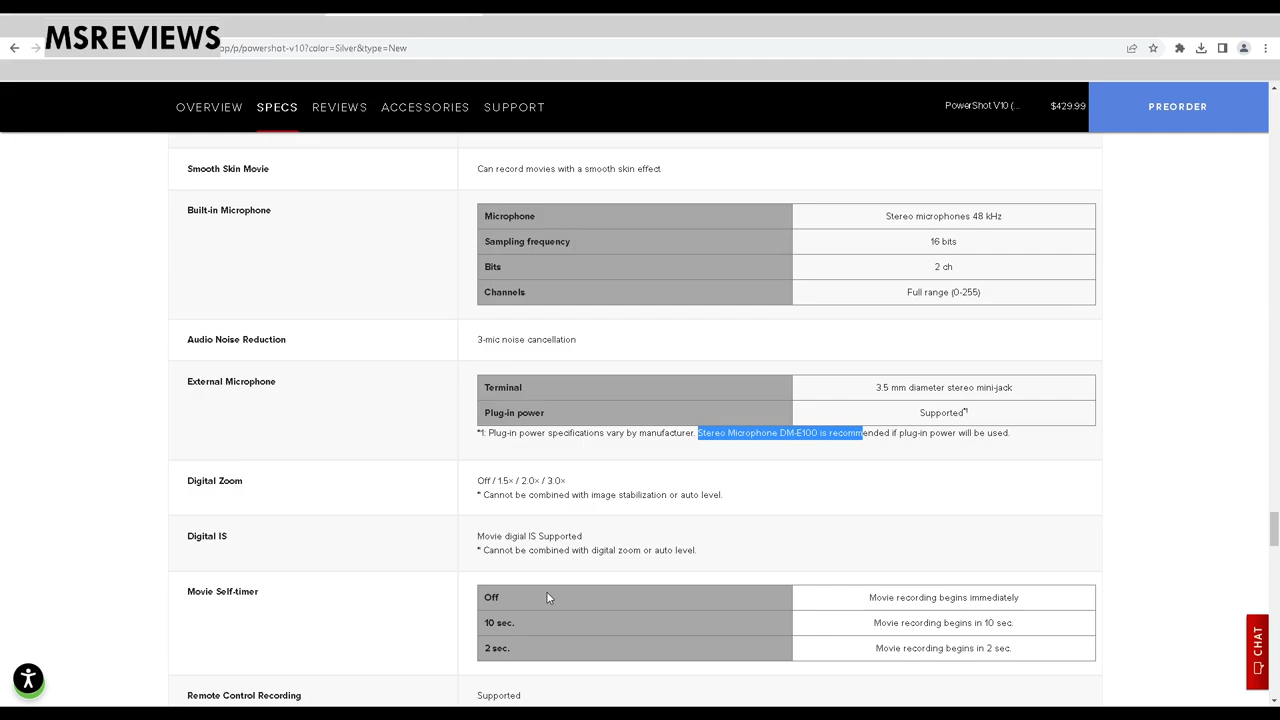 MSREVIEWS
op/p/powershot-v10?color=Silver&type=New
OVERVIEW SPECS REVIEWS ACCESSORIES SUPPORT PowerShot V10 (... $429.99 PREORDER
Smooth Skin Movie Can record movies with a smooth skin effect
Built-in Microphone
Microphone Stereo microphones 48 kHz
Sampling frequency 16 bits
Bits 2 ch
Channels Full range (0-255)
Audio Noise Reduction 3-mic noise cancellation
External Microphone
Terminal 3.5 mm diameter stereo mini-jack
Plug-in power Supported*1
*1: Plug-in power specifications vary by manufacturer. Stereo Microphone DM-E100 is recommended if plug-in power will be used.
Digital Zoom Off / 1.5× / 2.0× / 3.0×
* Cannot be combined with image stabilization or auto level.
Digital IS Movie digial IS Supported
* Cannot be combined with digital zoom or auto level.
Movie Self-timer
Off Movie recording begins immediately
10 sec. Movie recording begins in 10 sec.
2 sec. Movie recording begins in 2 sec.
CHAT
Remote Control Recording Supported